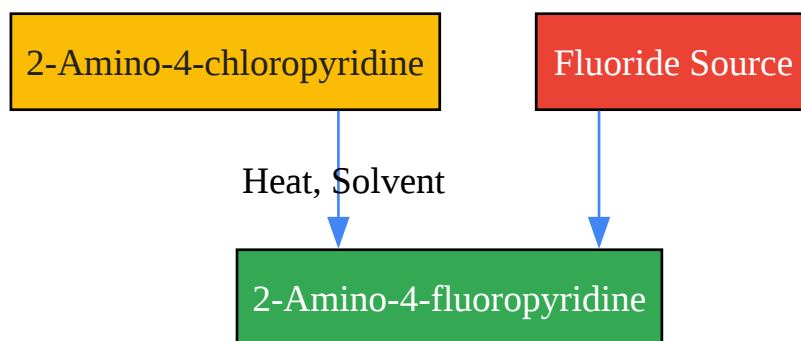 2-Amino-4-chloropyridine
Fluoride Source
Heat, Solvent
2-Amino-4-fluoropyridine